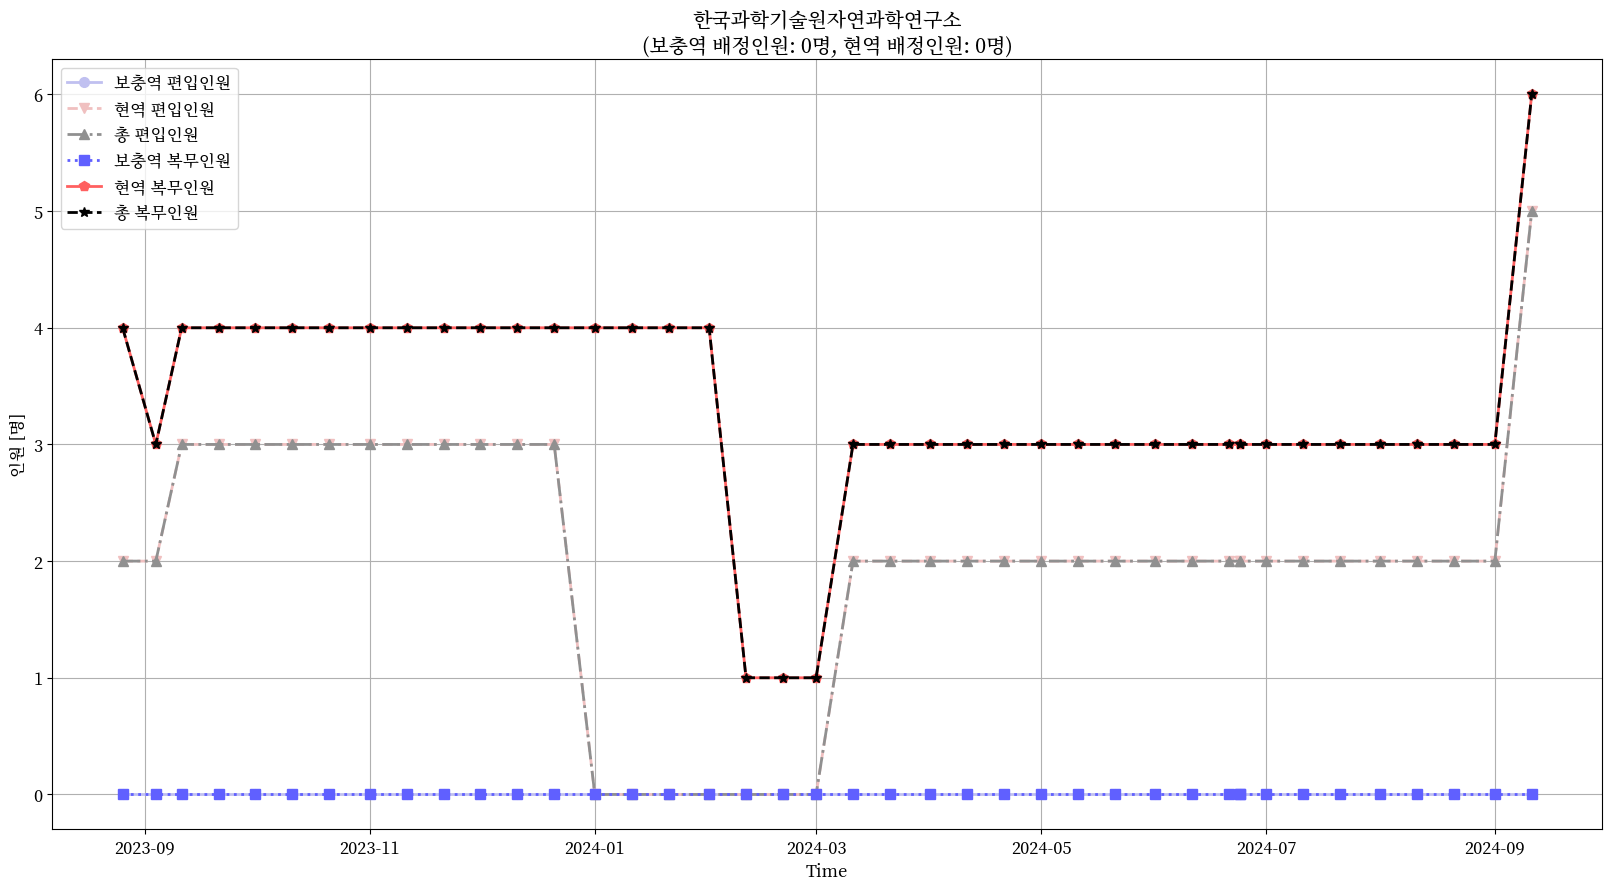 한국과학기술원자연과학연구소
(보충역 배정인원: 0명, 현역 배정인원: 0명)
보충역 편입인원
현역 편입인원
총 편입인원
보충역 복무인원
현역 복무인원
총 복무인원
인원 [명]
6
5
4
3
2
1
0
2023-09
2023-11
2024-01
2024-03
2024-05
2024-07
2024-09
Time